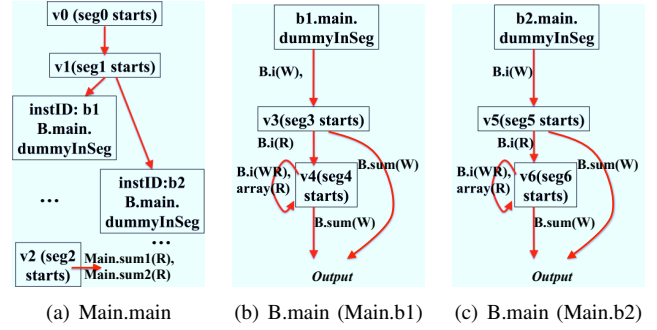 v0 (seg0 starts)
v1(seg1 starts)
instID: b1
B.main.
dummyInSeg
instID:b2
B.main.
dummyInSeg
...
...
v2 (seg2
starts)
Main.sum1(R),
Main.sum2(R)
(a) Main.main
b1.main.
dummyInSeg
B.i(W),
v3(seg3 starts)
B.i(R)
B.i(WR),
array(R)
v4(seg4
starts)
B.sum(W)
B.sum(W)
Output
(b) B.main (Main.b1)
b2.main.
dummyInSeg
B.i(W)
v5(seg5 starts)
B.i(R)
B.i(WR),
array(R)
v6(seg6
starts)
B.sum(W)
B.sum(W)
Output
(c) B.main (Main.b2)